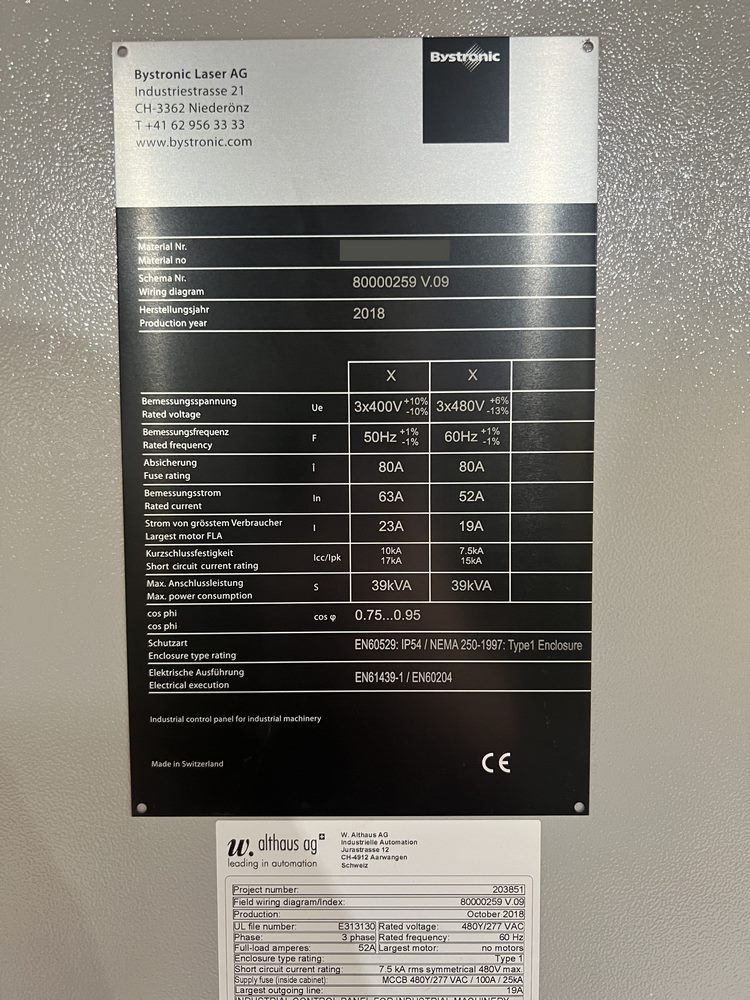 Bystronic Laser AG
Industriestrasse 21
CH-3362 Niederönz
T +41 62 956 33 33
www.bystronic.com
Bystronic
Material Nr.
Material no
Schema Nr.
Wiring diagram 80000259 V.09
Herstellungsjahr
Production year 2018
X X
Bemessungsspannung
Rated voltage Ue 3x400V +10% -10% 3x480V +6% -13%
Bemessungsfrequenz
Rated frequency F 50Hz +1% -1% 60Hz +1% -1%
Absicherung
Fuse rating i 80A 80A
Bemessungsstrom
Rated current In 63A 52A
Strom von grösstem Verbraucher
Largest motor FLA I 23A 19A
Kurzschlussfestigkeit 10kA 7.5kA
Short circuit current rating Icc/Ipk 17kA 15kA
Max. Anschlussleistung
Max. power consumption S 39kVA 39kVA
cos phi
cos phi cos φ 0.75...0.95
Schutzart
Enclosure type rating EN60529: IP54 / NEMA 250-1997: Type1 Enclosure
Elektrische Ausführung
Electrical execution EN61439-1 / EN60204
Industrial control panel for industrial machinery
Made in Switzerland CE
w. althaus ag
leading in automation
W. Althaus AG
Industrielle Automation
Jurastrasse 12
CH-4912 Aarwangen
Schweiz
Project number: 203851
Field wiring diagram/Index: 80000259 V.09
Production: October 2018
UL file number: E313130 Rated voltage: 480Y/277 VAC
Phase: 3 phase Rated frequency: 60 Hz
Full-load amperes: 52A Largest motor: no motors
Enclosure type rating: Type 1
Short circuit current rating: 7.5 kA rms symmetrical 480V max.
Supply fuse (inside cabinet): MCCB 480Y/277 VAC / 100A / 25kA
Largest outgoing line: 19A
INDUSTRIAL CONTROL PANEL FOR INDUSTRIAL MACHINERY